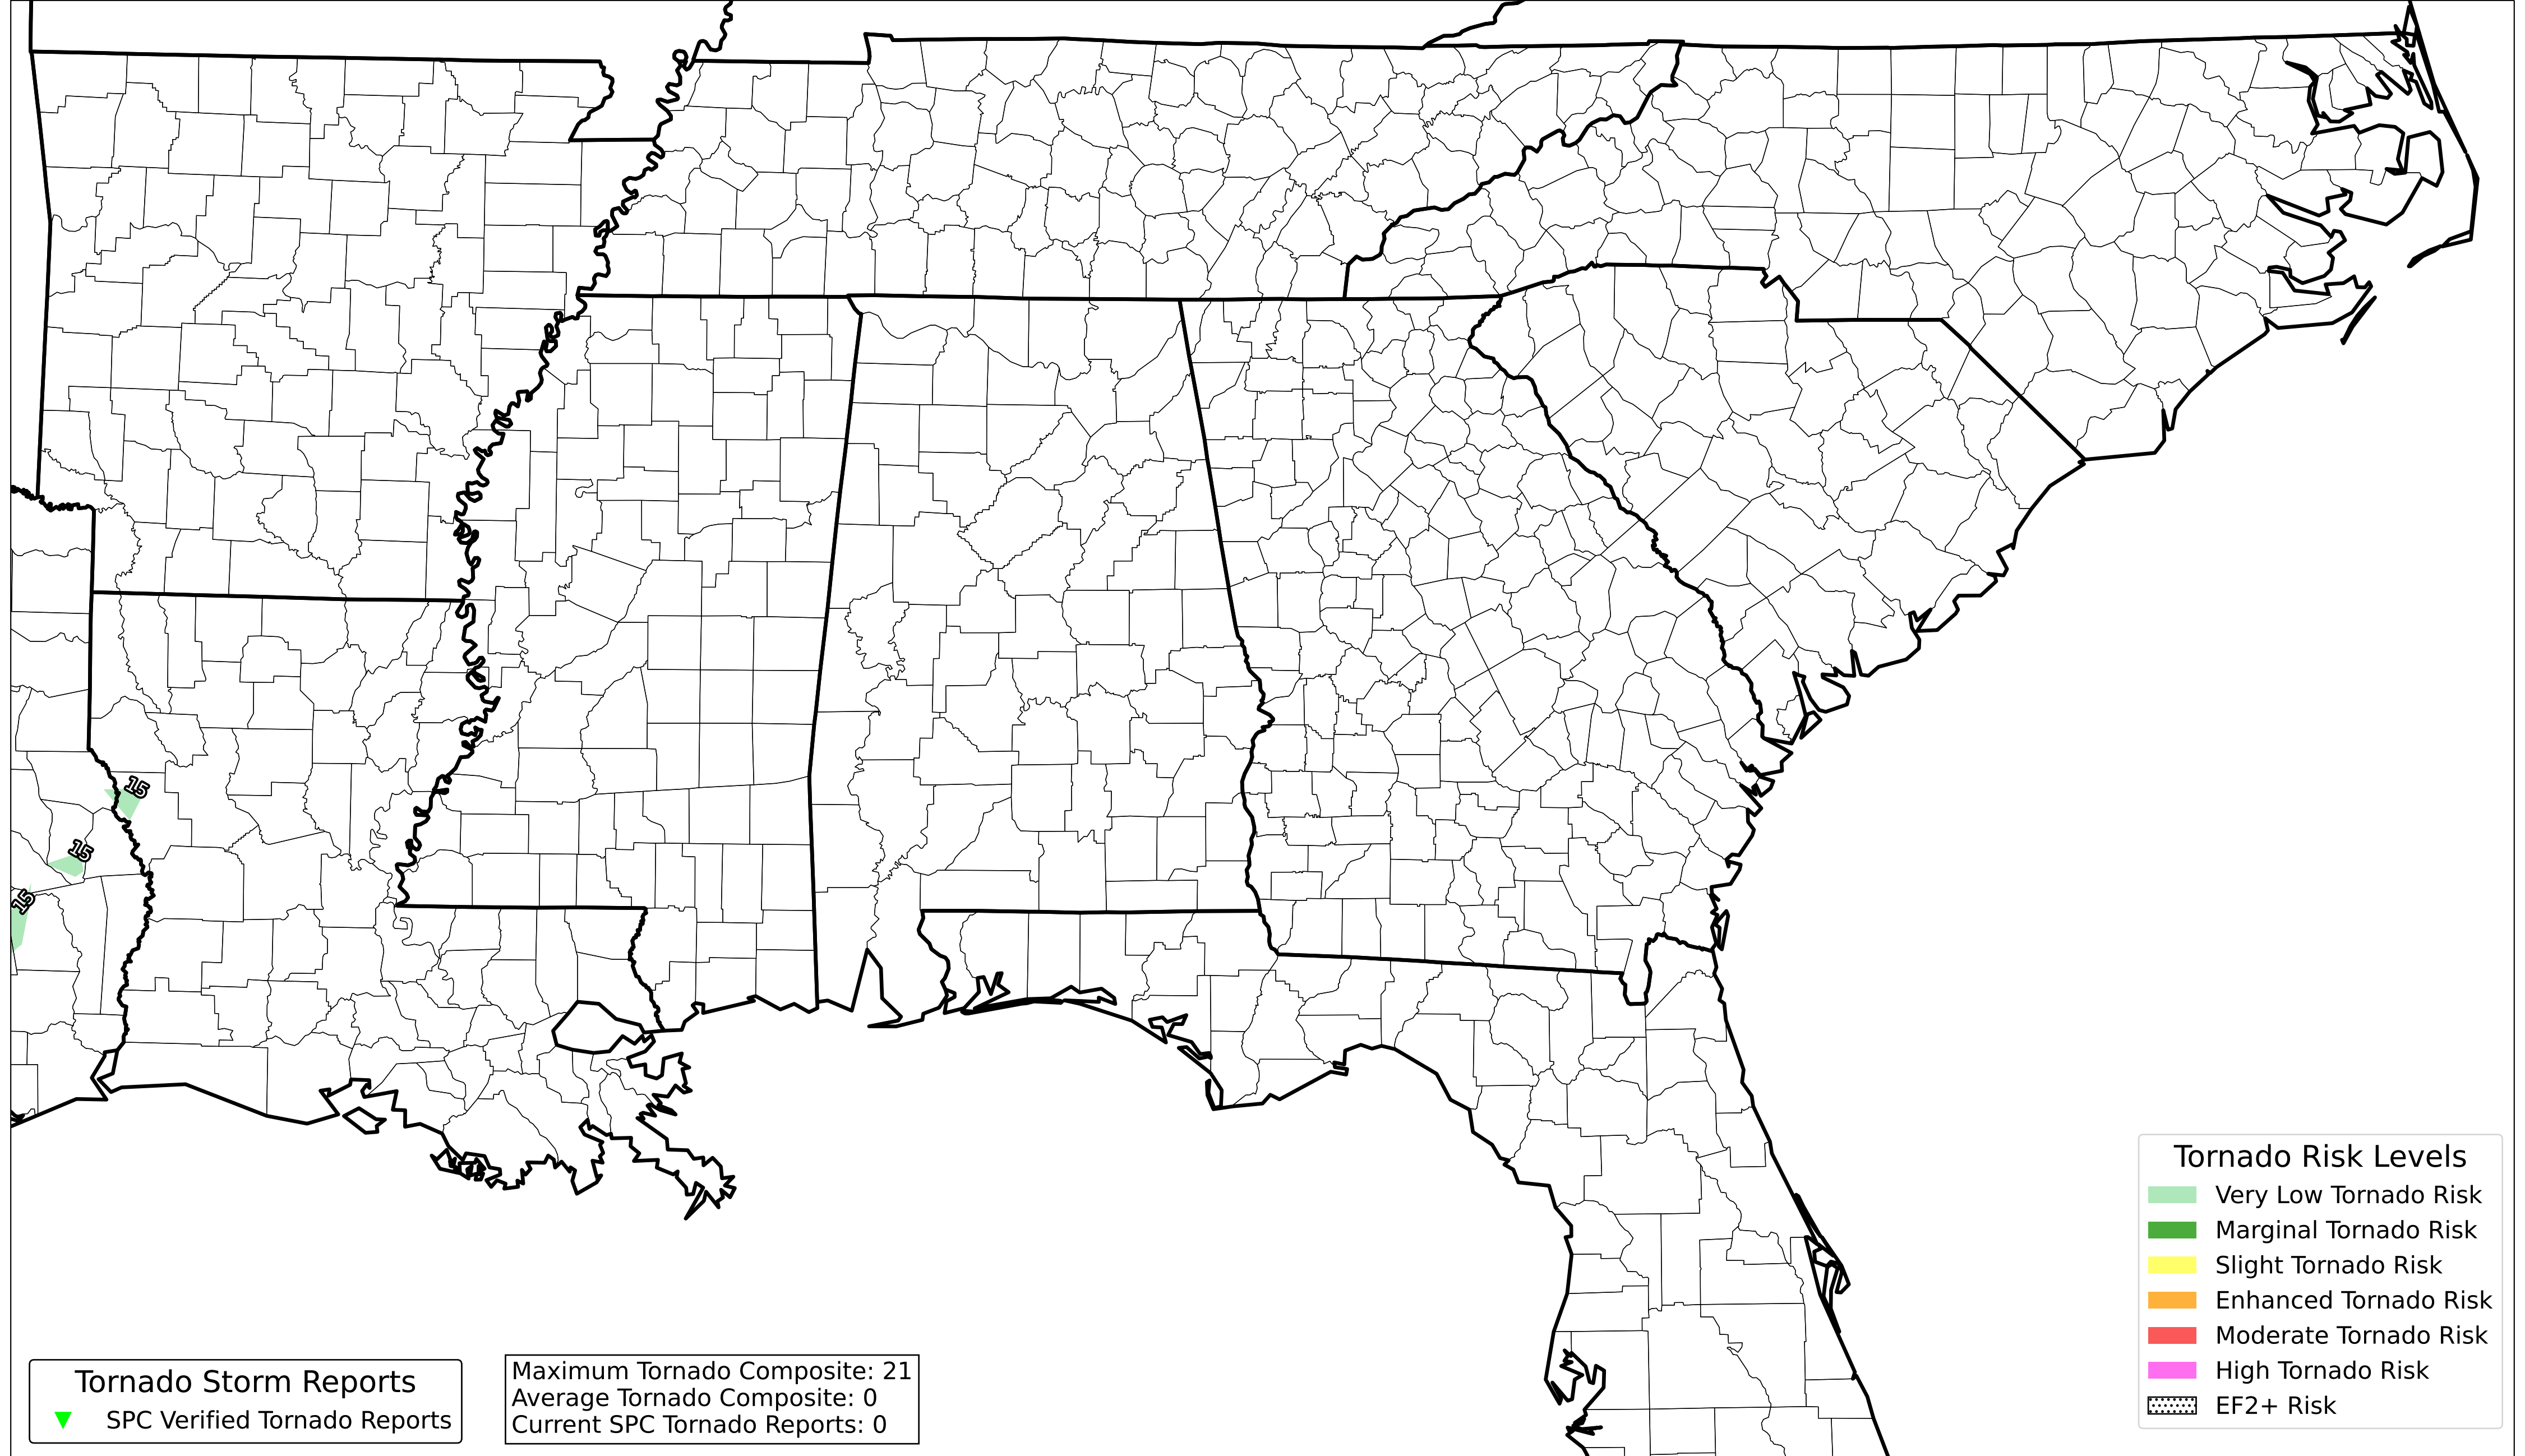 15
15
15
Tornado Risk Levels
Very Low Tornado Risk
Marginal Tornado Risk
Slight Tornado Risk
Enhanced Tornado Risk
Moderate Tornado Risk
High Tornado Risk
EF2+ Risk
Tornado Storm Reports
SPC Verified Tornado Reports
Maximum Tornado Composite: 21
Average Tornado Composite: 0
Current SPC Tornado Reports: 0